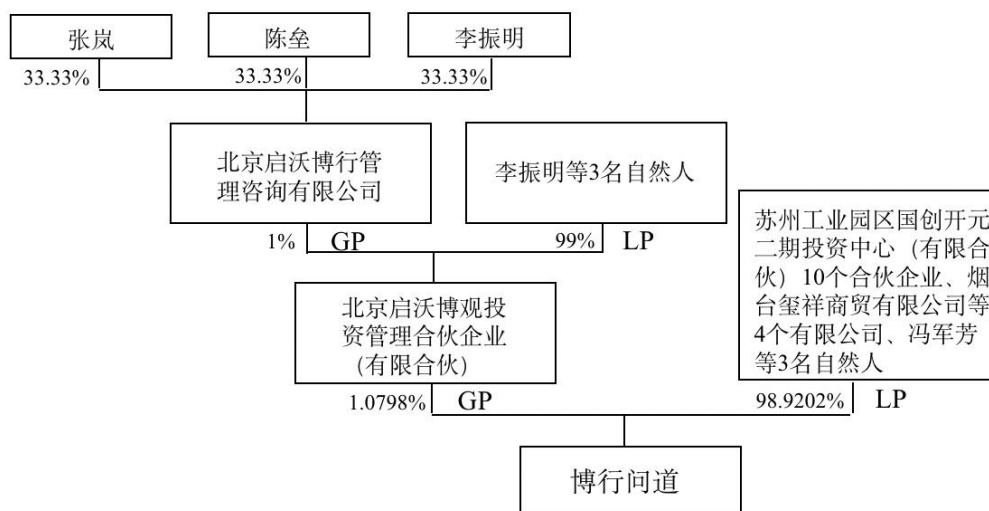 张岚
陈垒
李振明
33.33%
33.33%
33.33%
北京启沃博行管
理咨询有限公司
李振明等3名自然人
苏州工业园区国创开元
二期投资中心（有限合
伙）10个合伙企业、烟
台玺祥商贸有限公司等
4个有限公司、冯军芳
等3名自然人
1%
GP
99%
LP
北京启沃博观投
资管理合伙企业
（有限合伙）
1.0798%
GP
98.9202%
LP
博行问道